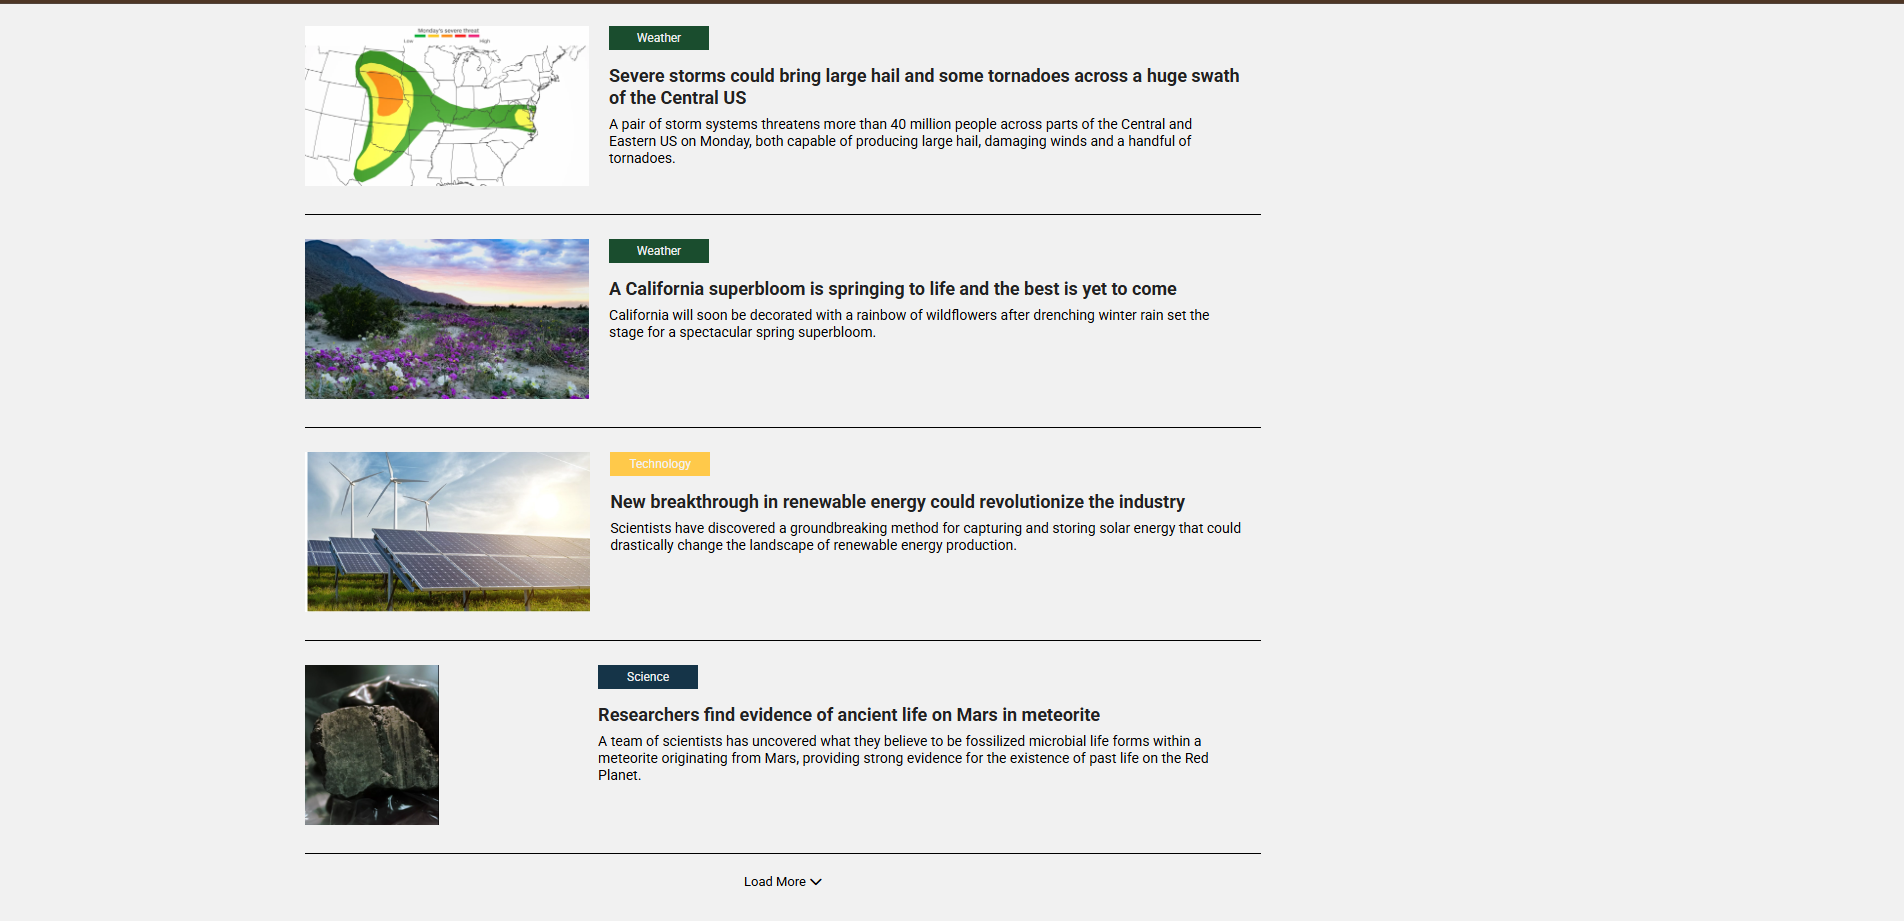 Monday's severe threat
Low High
Weather
Severe storms could bring large hail and some tornadoes across a huge swath
of the Central US
A pair of storm systems threatens more than 40 million people across parts of the Central and
Eastern US on Monday, both capable of producing large hail, damaging winds and a handful of
tornadoes.
Weather
A California superbloom is springing to life and the best is yet to come
California will soon be decorated with a rainbow of wildflowers after drenching winter rain set the
stage for a spectacular spring superbloom.
Technology
New breakthrough in renewable energy could revolutionize the industry
Scientists have discovered a groundbreaking method for capturing and storing solar energy that could
drastically change the landscape of renewable energy production.
Science
Researchers find evidence of ancient life on Mars in meteorite
A team of scientists has uncovered what they believe to be fossilized microbial life forms within a
meteorite originating from Mars, providing strong evidence for the existence of past life on the Red
Planet.
Load More